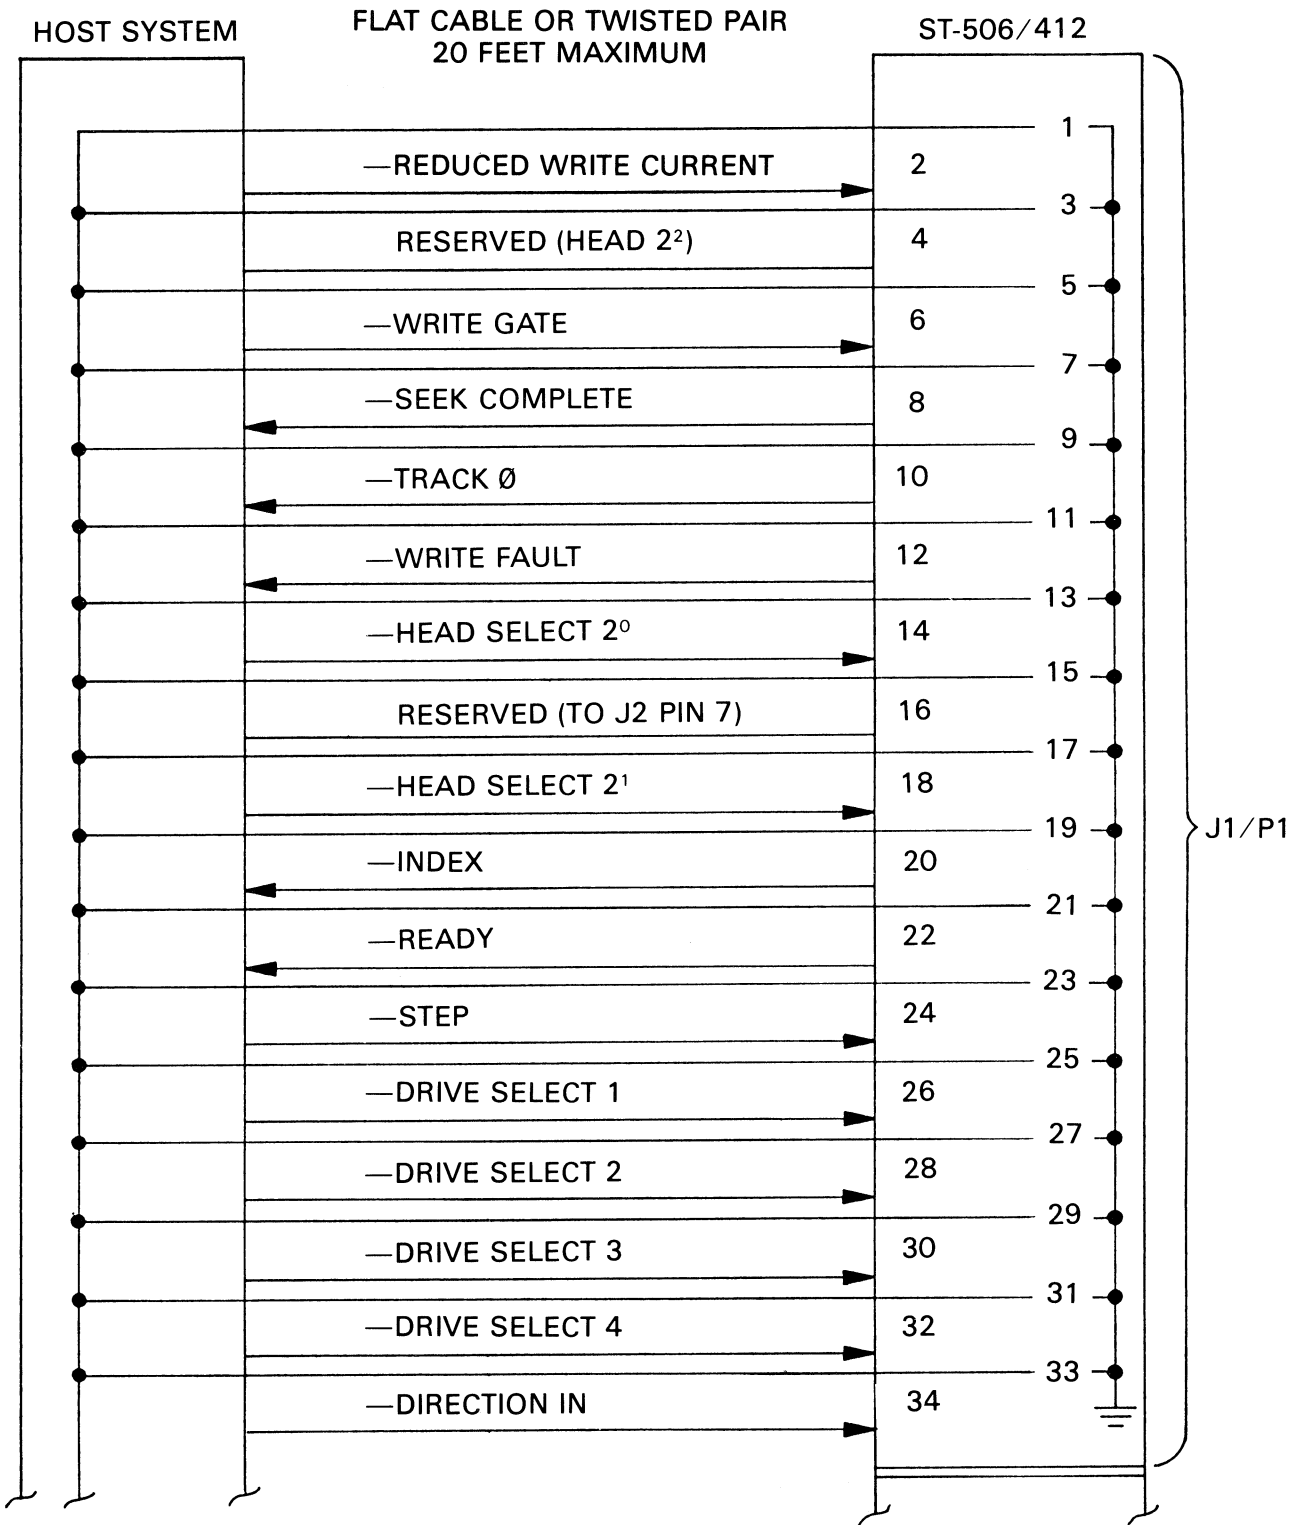 HOST SYSTEM
FLAT CABLE OR TWISTED PAIR
20 FEET MAXIMUM
ST-506/412
1
—REDUCED WRITE CURRENT 2
3
RESERVED (HEAD 2²) 4
5
—WRITE GATE 6
7
—SEEK COMPLETE 8
9
—TRACK Ø 10
11
—WRITE FAULT 12
13
—HEAD SELECT 2⁰ 14
15
RESERVED (TO J2 PIN 7) 16
17
—HEAD SELECT 2¹ 18
19
J1/P1
—INDEX 20
21
—READY 22
23
—STEP 24
25
—DRIVE SELECT 1 26
27
—DRIVE SELECT 2 28
29
—DRIVE SELECT 3 30
31
—DRIVE SELECT 4 32
33
—DIRECTION IN 34